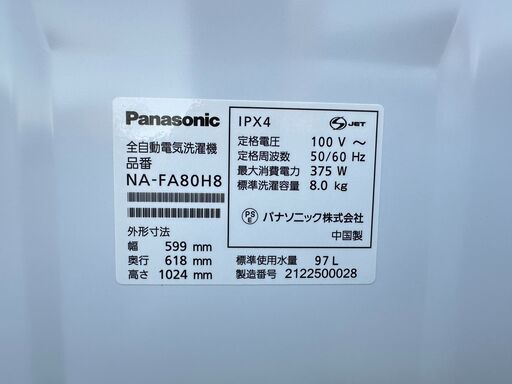 Panasonic
全自動電気洗濯機
品番
NA-FA80H8
外形寸法
幅 599 mm
奥行 618 mm
高さ 1024 mm
IPX4
S JET
定格電圧 100 V ～
定格周波数 50/60 Hz
最大消費電力 375 W
標準洗濯容量 8.0 kg
PSE パナソニック株式会社
中国製
標準使用水量 97 L
製造番号 2122500028